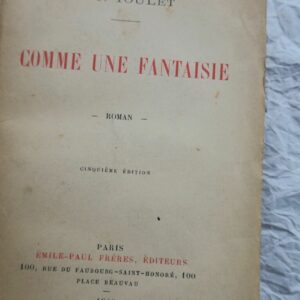 TOULET
COMME UNE FANTAISIE
— ROMAN —
CINQUIÈME ÉDITION
PARIS
ÉMILE-PAUL FRÈRES, ÉDITEURS
100, RUE DU FAUBOURG-SAINT-HONORÉ, 100
PLACE BEAUVAU